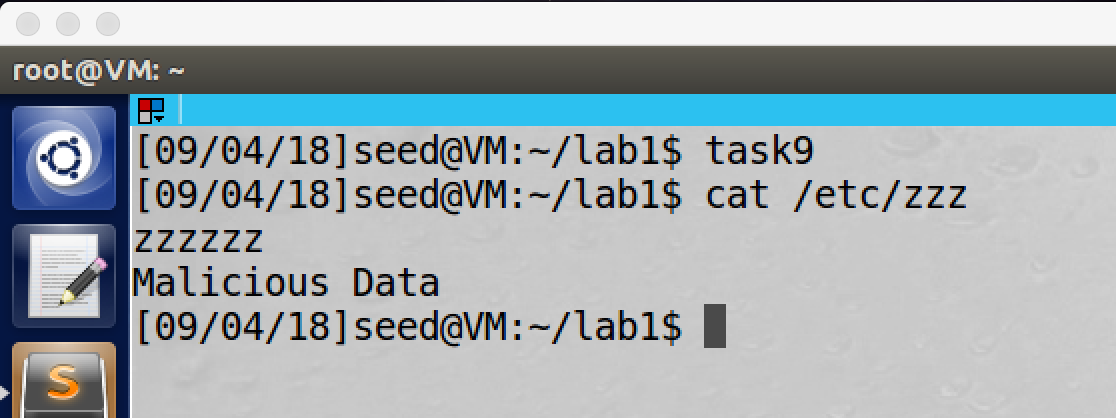 root@VM: ~
[09/04/18]seed@VM:~/lab1$ task9
[09/04/18]seed@VM:~/lab1$ cat /etc/zzz
zzzzzz
Malicious Data
[09/04/18]seed@VM:~/lab1$